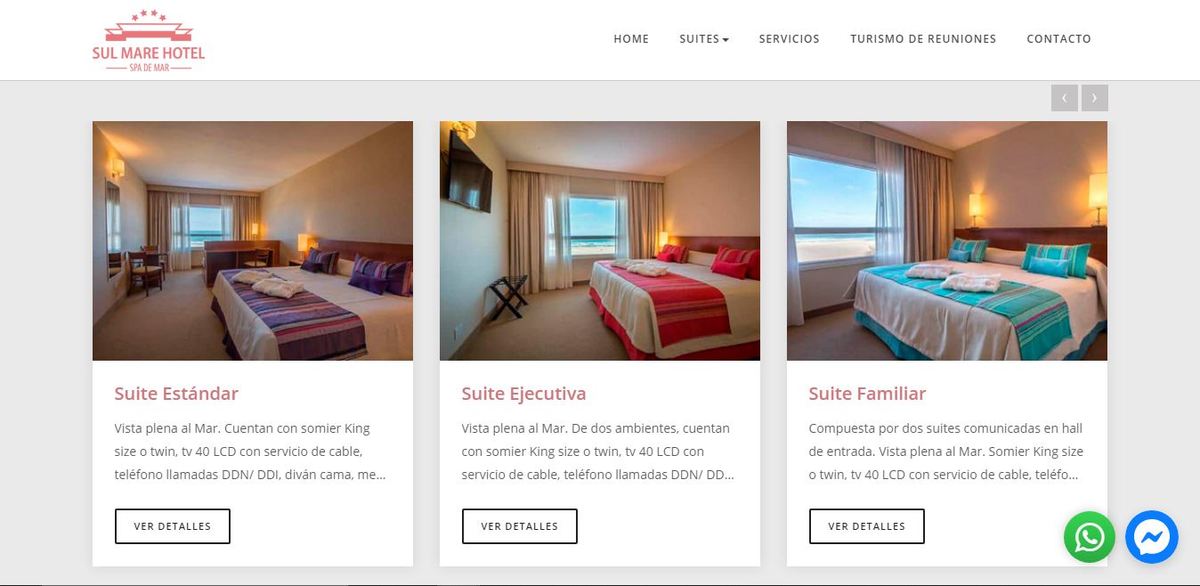 SUL MARE HOTEL
SPA DE MAR
HOME SUITES SERVICIOS TURISMO DE REUNIONES CONTACTO
Suite Estándar
Vista plena al Mar. Cuentan con somier King
size o twin, tv 40 LCD con servicio de cable,
teléfono llamadas DDN/ DDI, diván cama, me...
VER DETALLES
Suite Ejecutiva
Vista plena al Mar. De dos ambientes, cuentan
con somier King size o twin, tv 40 LCD con
servicio de cable, teléfono llamadas DDN/ DD...
VER DETALLES
Suite Familiar
Compuesta por dos suites comunicadas en hall
de entrada. Vista plena al Mar. Somier King size
o twin, tv 40 LCD con servicio de cable, teléfo...
VER DETALLES